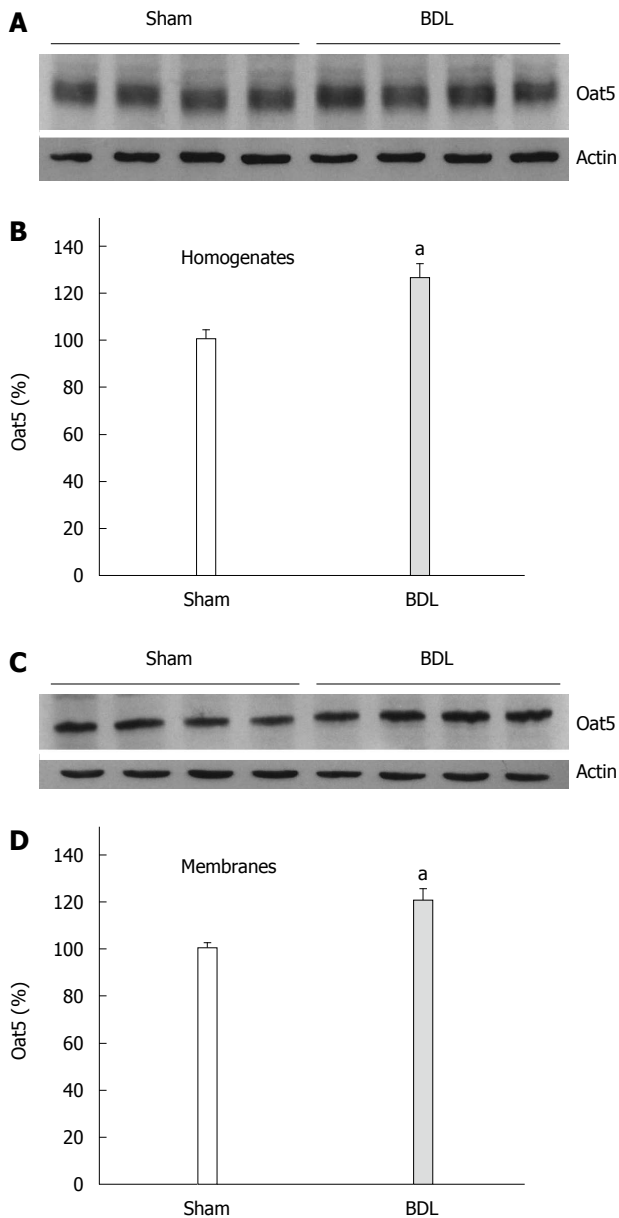 A
Sham BDL
Oat5
Actin
B
140
120
100
80
60
40
20
0
Oat5 (%)
Homogenates
a
Sham BDL
C
Sham BDL
Oat5
Actin
D
140
120
100
80
60
40
20
0
Oat5 (%)
Membranes
a
Sham BDL